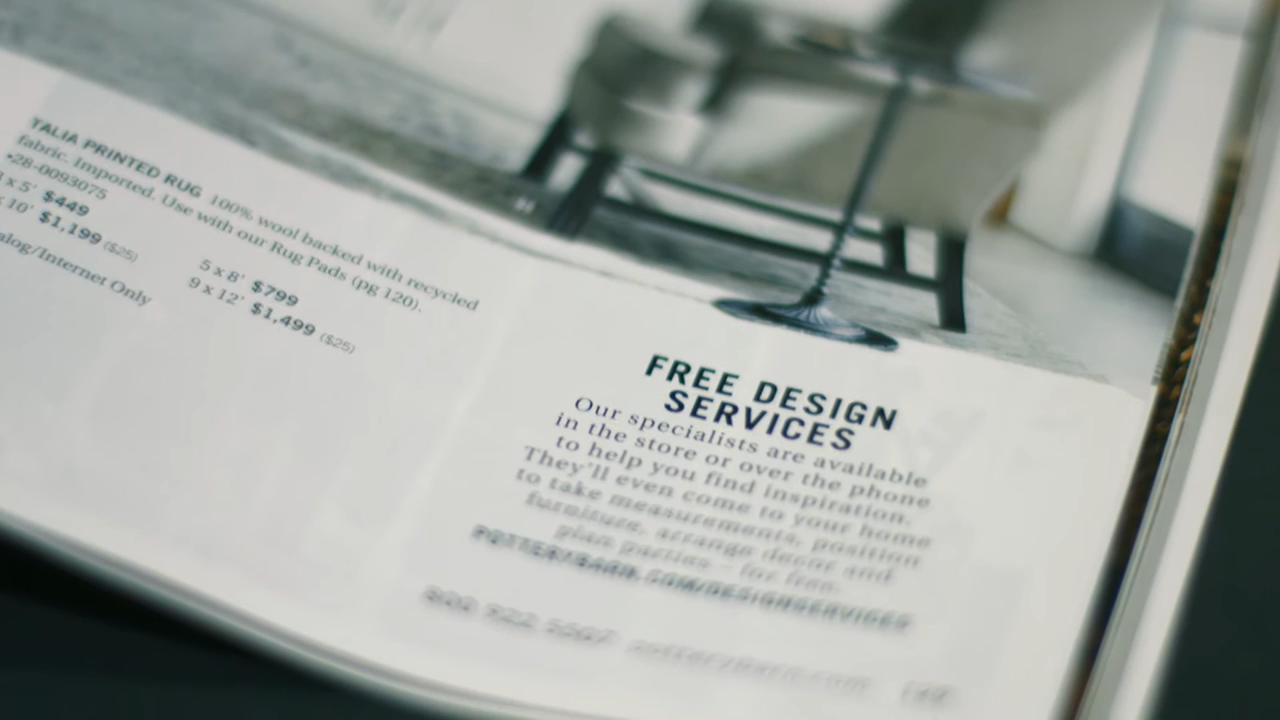 TALIA PRINTED RUG 100% wool backed with recycled
fabric. Imported. Use with our Rug Pads (pg 120).
•28-0093075
x 5' $449
x 10' $1,199 ($25)
5 x 8' $799
9 x 12' $1,499 ($25)
alog/Internet Only
FREE DESIGN
SERVICES
Our specialists are available
in the store or over the phone
to help you find inspiration.
They'll even come to your home
to take measurements, position
furniture, arrange decor and
plan parties – for free.
POTTERYBARN.COM/DESIGNSERVICES
potterybarn.com